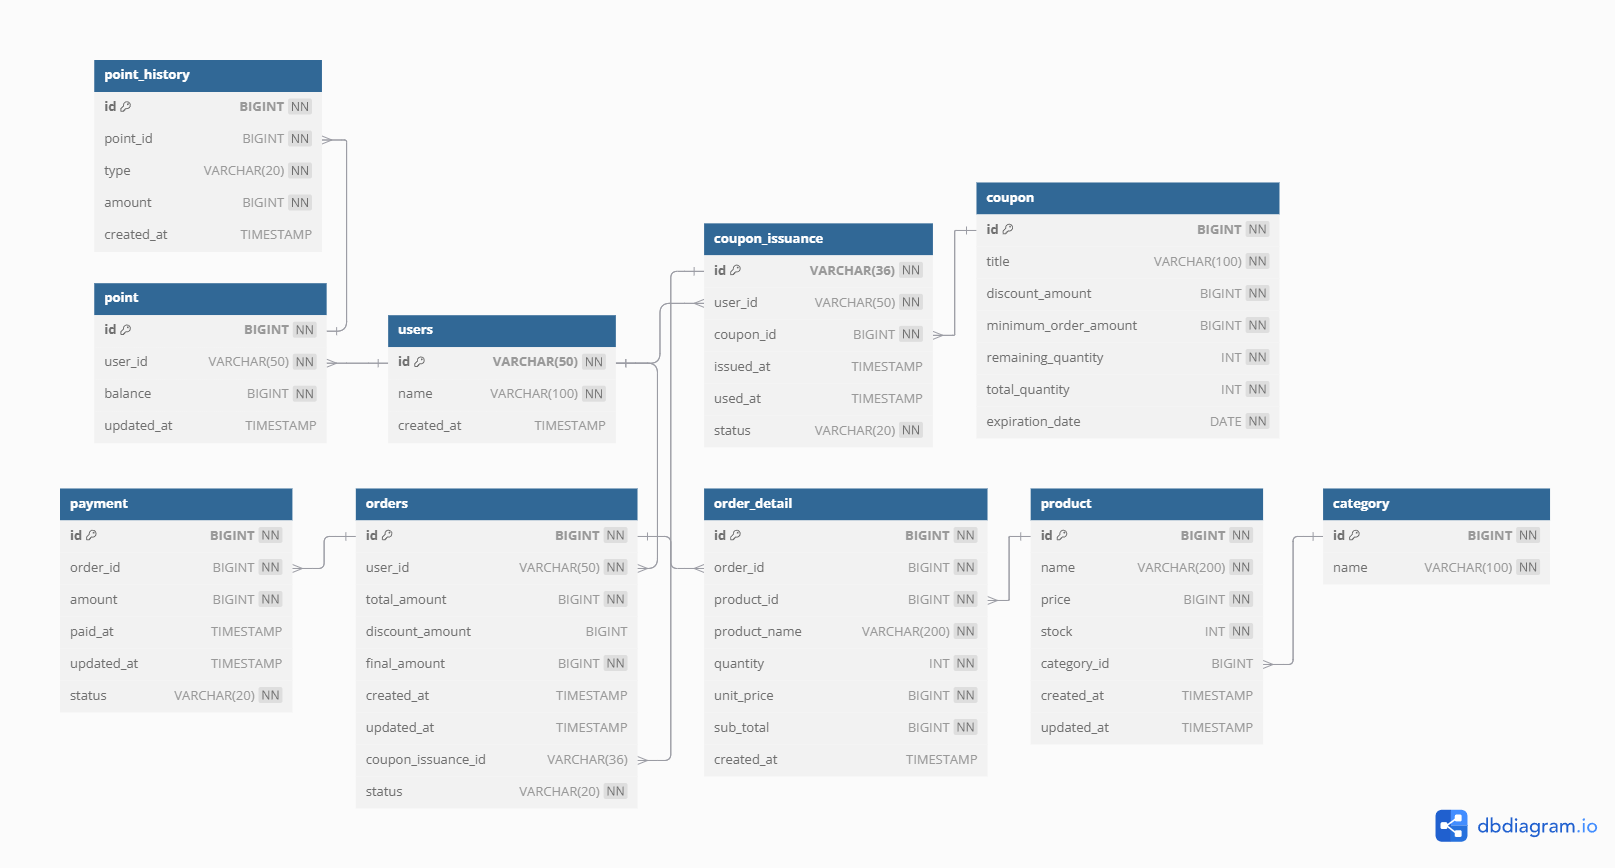 point_history
id BIGINT NN
point_id BIGINT NN
type VARCHAR(20) NN
amount BIGINT NN
created_at TIMESTAMP
point
id BIGINT NN
user_id VARCHAR(50) NN
balance BIGINT NN
updated_at TIMESTAMP
users
id VARCHAR(50) NN
name VARCHAR(100) NN
created_at TIMESTAMP
coupon_issuance
id VARCHAR(36) NN
user_id VARCHAR(50) NN
coupon_id BIGINT NN
issued_at TIMESTAMP
used_at TIMESTAMP
status VARCHAR(20) NN
coupon
id BIGINT NN
title VARCHAR(100) NN
discount_amount BIGINT NN
minimum_order_amount BIGINT NN
remaining_quantity INT NN
total_quantity INT NN
expiration_date DATE NN
payment
id BIGINT NN
order_id BIGINT NN
amount BIGINT NN
paid_at TIMESTAMP
updated_at TIMESTAMP
status VARCHAR(20) NN
orders
id BIGINT NN
user_id VARCHAR(50) NN
total_amount BIGINT NN
discount_amount BIGINT
final_amount BIGINT NN
created_at TIMESTAMP
updated_at TIMESTAMP
coupon_issuance_id VARCHAR(36)
status VARCHAR(20) NN
order_detail
id BIGINT NN
order_id BIGINT NN
product_id BIGINT NN
product_name VARCHAR(200) NN
quantity INT NN
unit_price BIGINT NN
sub_total BIGINT NN
created_at TIMESTAMP
product
id BIGINT NN
name VARCHAR(200) NN
price BIGINT NN
stock INT NN
category_id BIGINT
created_at TIMESTAMP
updated_at TIMESTAMP
category
id BIGINT NN
name VARCHAR(100) NN
dbdiagram.io